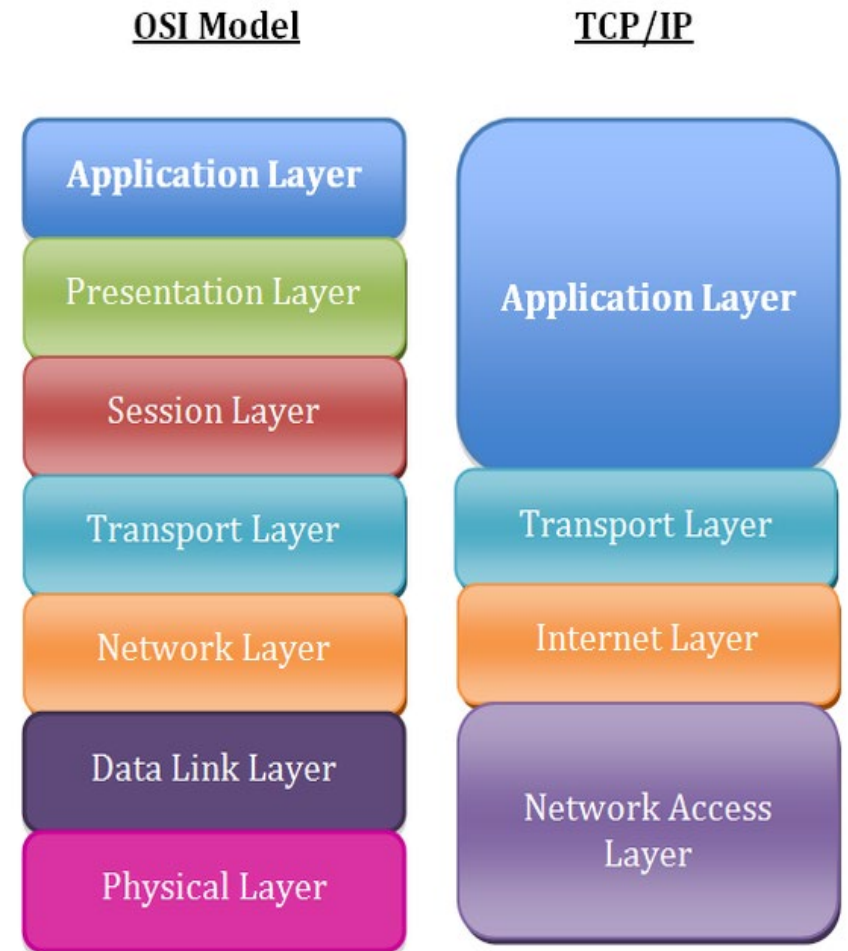 OSI Model
TCP/IP
Application Layer
Presentation Layer
Session Layer
Transport Layer
Network Layer
Data Link Layer
Physical Layer
Application Layer
Transport Layer
Internet Layer
Network Access
Layer